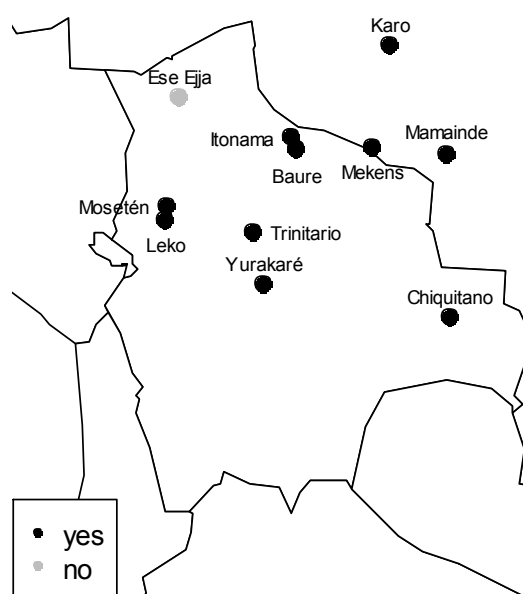 Karo
Ese Ejja
Itonama
Mamainde
Baure
Mekens
Mosetén
Leko
Trinitario
Yurakaré
Chiquitano
yes
no